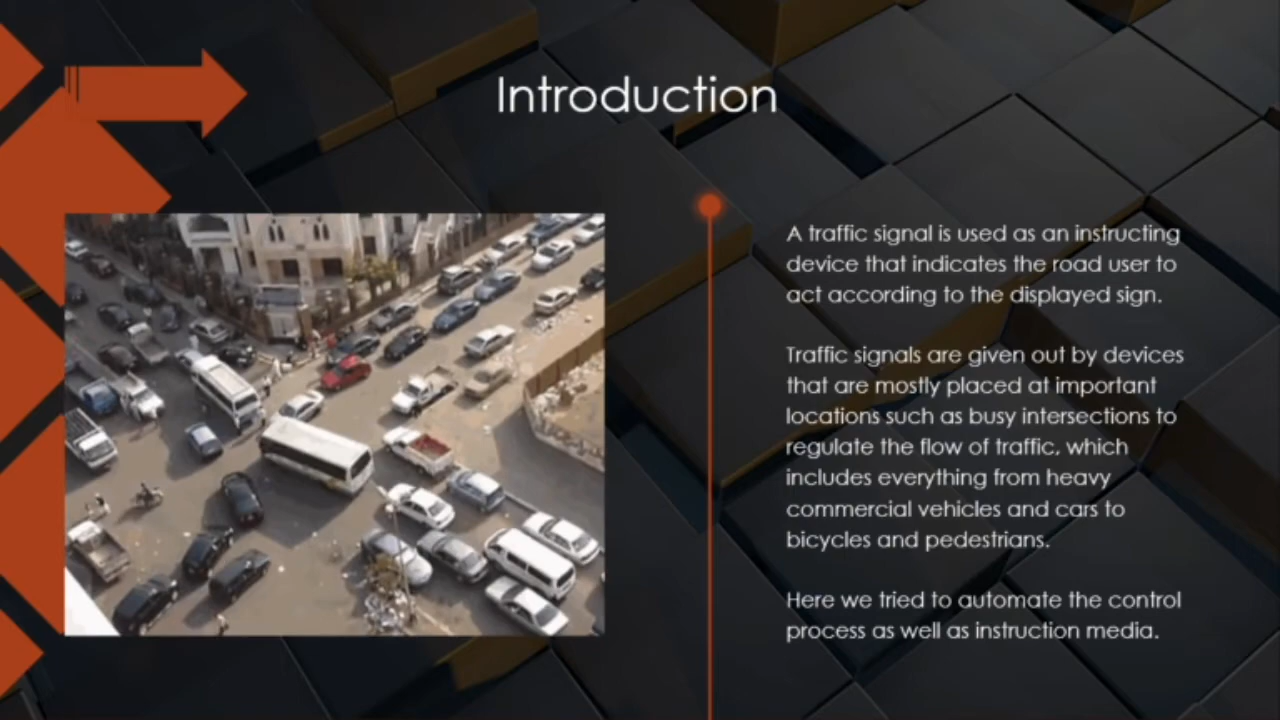 Introduction
A traffic signal is used as an instructing
device that indicates the road user to
act according to the displayed sign.
Traffic signals are given out by devices
that are mostly placed at important
locations such as busy intersections to
regulate the flow of traffic, which
includes everything from heavy
commercial vehicles and cars to
bicycles and pedestrians.
Here we tried to automate the control
process as well as instruction media.